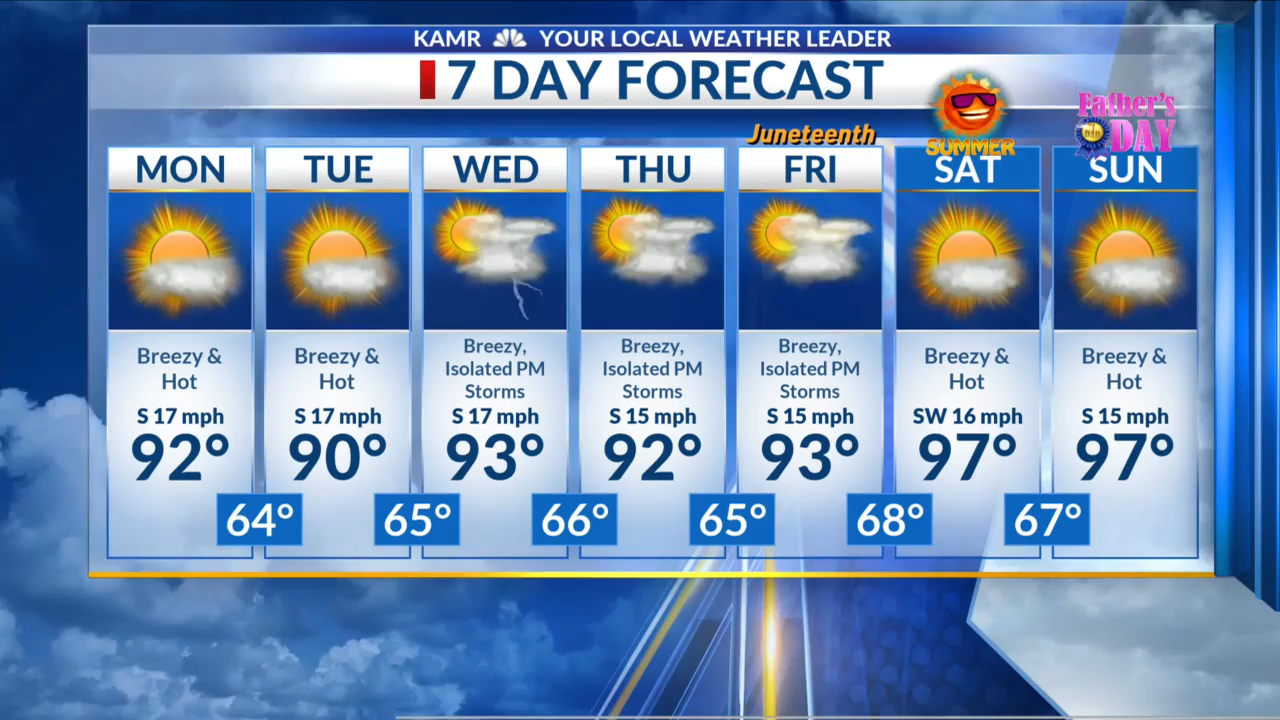 KAMR YOUR LOCAL WEATHER LEADER
7 DAY FORECAST
Juneteenth
SUMMER
Father's
DAD
DAY
MON
TUE
WED
THU
FRI
SAT
SUN
Breezy &
Hot
S 17 mph
92°
Breezy &
Hot
S 17 mph
90°
Breezy,
Isolated PM
Storms
S 17 mph
93°
Breezy,
Isolated PM
Storms
S 15 mph
92°
Breezy,
Isolated PM
Storms
S 15 mph
93°
Breezy &
Hot
SW 16 mph
97°
Breezy &
Hot
S 15 mph
97°
64°
65°
66°
65°
68°
67°